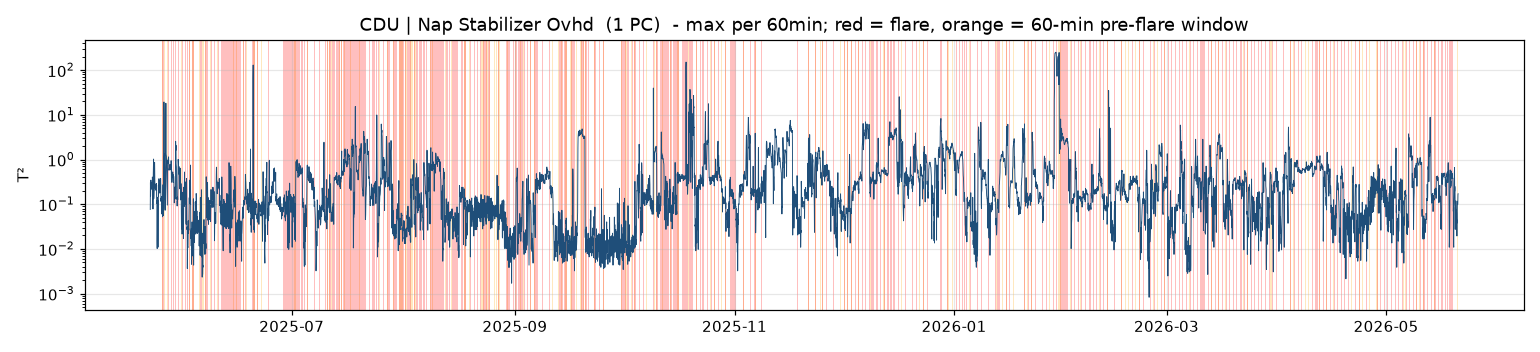 CDU | Nap Stabilizer Ovhd  (1 PC)  - max per 60min; red = flare, orange = 60-min pre-flare window
T²
10²
10¹
10⁰
10⁻¹
10⁻²
10⁻³
2025-07 2025-09 2025-11 2026-01 2026-03 2026-05